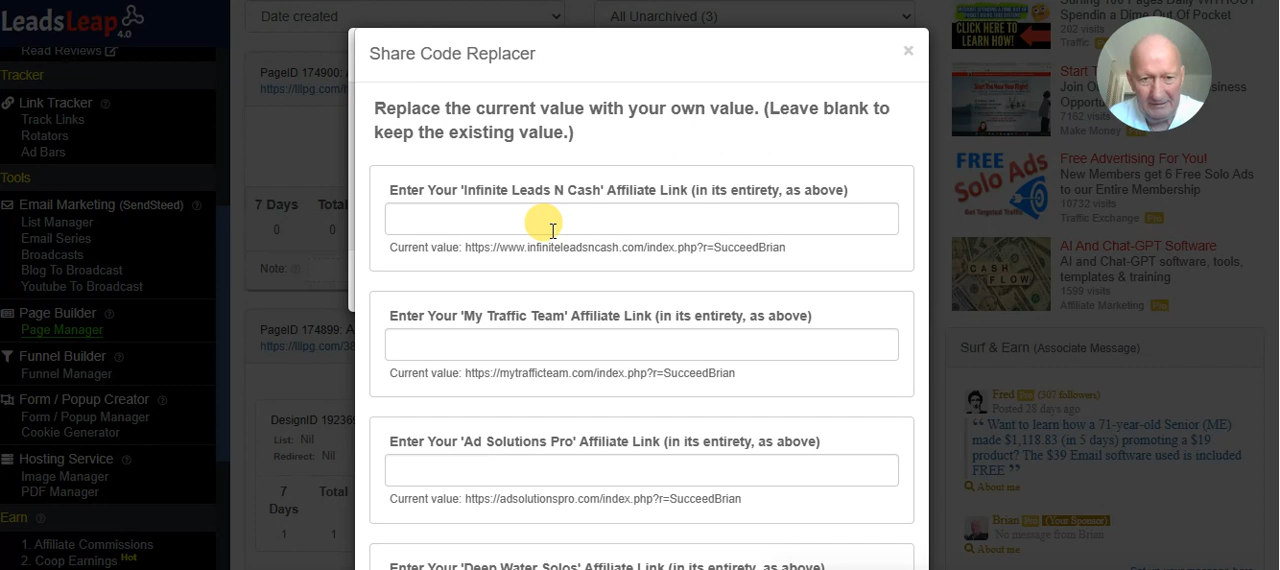 LeadsLeap
4.0
Read Reviews
Tracker
Link Tracker
Track Links
Rotators
Ad Bars
Tools
Email Marketing (SendSteed)
List Manager
Email Series
Broadcasts
Blog To Broadcast
Youtube To Broadcast
Page Builder
Page Manager
Funnel Builder
Funnel Manager
Form / Popup Creator
Form / Popup Manager
Cookie Generator
Hosting Service
Image Manager
PDF Manager
Earn
1. Affiliate Commissions
2. Coop Earnings Hot
Date created
All Unarchived (3)
PageID 174900:
https://llpg.com/
7 Days
0
0
Note:
PageID 174899:
https://llpg.com/38
List: Nil
Redirect: Nil
7
Days
Total
1
1
Share Code Replacer
×
Replace the current value with your own value. (Leave blank to
keep the existing value.)
Enter Your 'Infinite Leads N Cash' Affiliate Link (in its entirety, as above)
Current value: https://www.infiniteleadsncash.com/index.php?r=SucceedBrian
Enter Your 'My Traffic Team' Affiliate Link (in its entirety, as above)
Current value: https://mytrafficteam.com/index.php?r=SucceedBrian
Enter Your 'Ad Solutions Pro' Affiliate Link (in its entirety, as above)
Current value: https://adsolutionspro.com/index.php?r=SucceedBrian
Enter Your 'Deep Water Solos' Affiliate Link (in its entirety, as above)
CLICK HERE TO
LEARN HOW!
Spendin a Dime Out Of Pocket
202 visits
Traffic
Start
Join
7162 visits
Make Money Pro
FREE
Solo
Ads
Free Advertising For You!
New Members get 6 Free Solo Ads
to our Entire Membership
10732 visits
Traffic Exchange Pro
CASH
FLOW
AI And Chat-GPT Software
AI and Chat-GPT software, tools,
templates & training
1599 visits
Affiliate Marketing Pro
Surf & Earn (Associate Message)
Fred Pro (307 followers)
Posted 28 days ago
“ Want to learn how a 71-year-old Senior (ME)
made $1,118.83 (in 5 days) promoting a $19
product? The $39 Email software used is included
FREE ”
About me
Brian Pro (Your Sponsor)
No message from Brian
About me